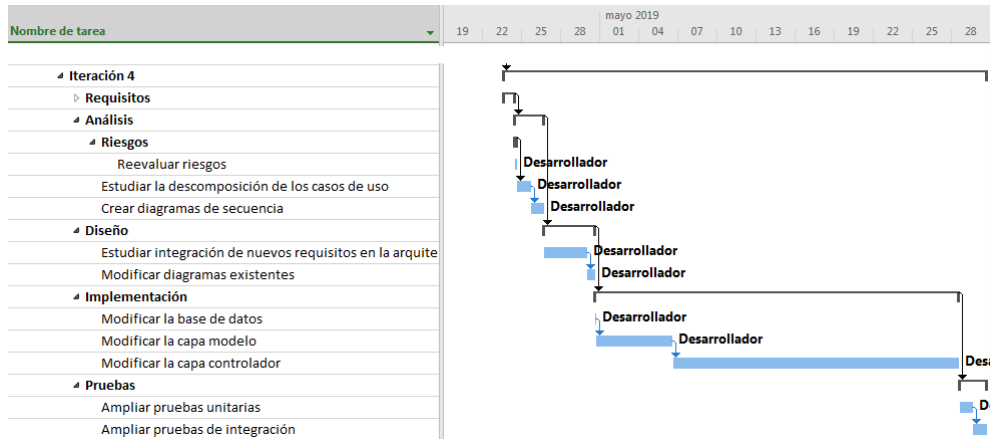 mayo 2019
Nombre de tarea 19 22 25 28 01 04 07 10 13 16 19 22 25 28
Iteración 4
Requisitos
Análisis
Riesgos
Reevaluar riesgos Desarrollador
Estudiar la descomposición de los casos de uso Desarrollador
Crear diagramas de secuencia Desarrollador
Diseño
Estudiar integración de nuevos requisitos en la arquite Desarrollador
Modificar diagramas existentes Desarrollador
Implementación
Modificar la base de datos Desarrollador
Modificar la capa modelo Desarrollador
Modificar la capa controlador Desa
Pruebas
Ampliar pruebas unitarias D
Ampliar pruebas de integración